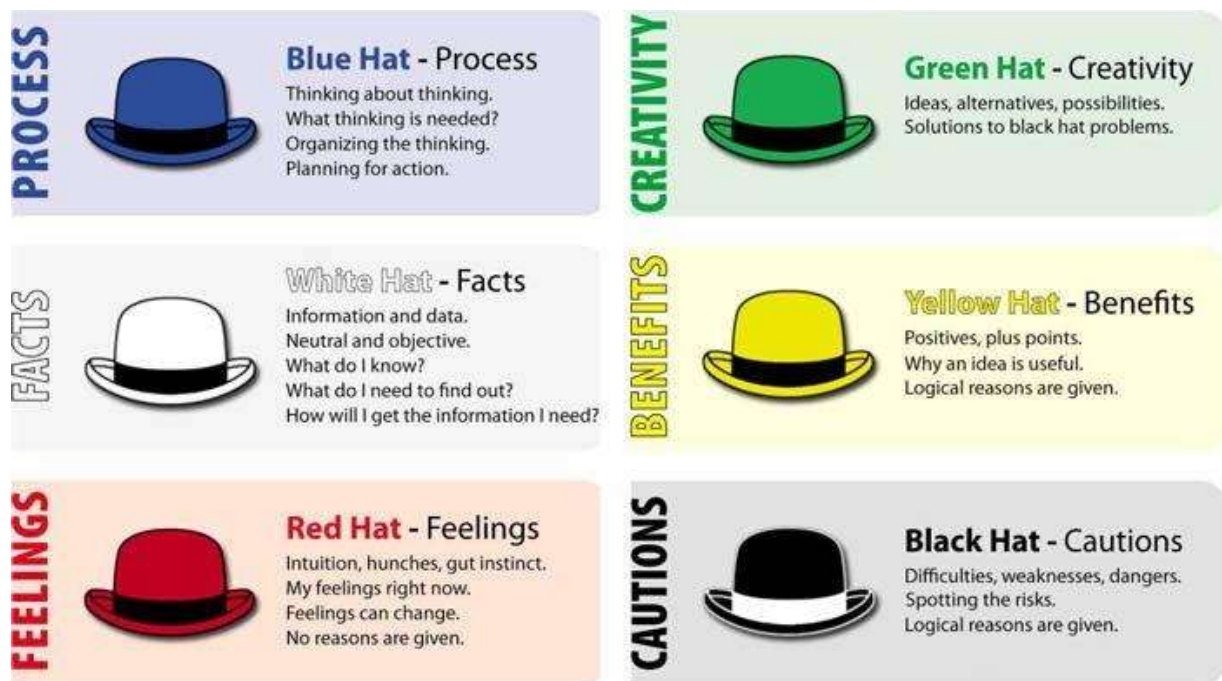 PROCESS
Blue Hat - Process
Thinking about thinking.
What thinking is needed?
Organizing the thinking.
Planning for action.
CREATIVITY
Green Hat - Creativity
Ideas, alternatives, possibilities.
Solutions to black hat problems.
FACTS
White Hat - Facts
Information and data.
Neutral and objective.
What do I know?
What do I need to find out?
How will I get the information I need?
BENEFITS
Yellow Hat - Benefits
Positives, plus points.
Why an idea is useful.
Logical reasons are given.
FEELINGS
Red Hat - Feelings
Intuition, hunches, gut instinct.
My feelings right now.
Feelings can change.
No reasons are given.
CAUTIONS
Black Hat - Cautions
Difficulties, weaknesses, dangers.
Spotting the risks.
Logical reasons are given.